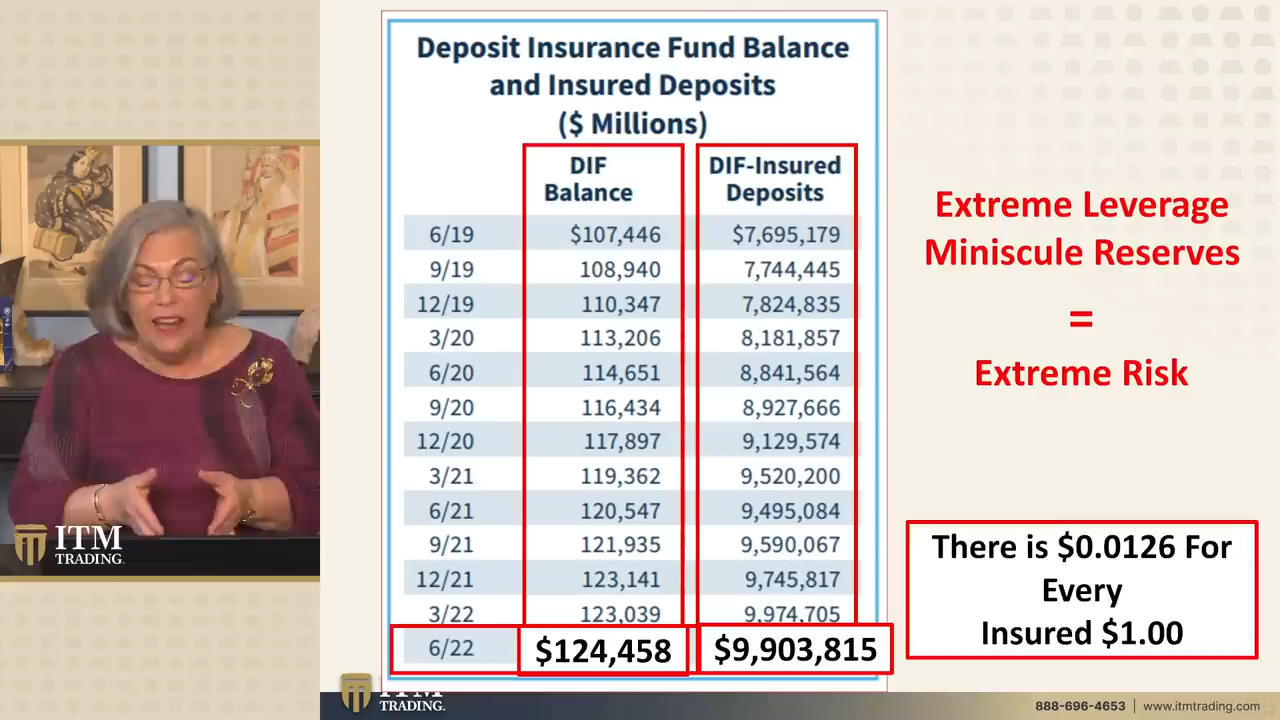 Deposit Insurance Fund Balance
and Insured Deposits
($ Millions)
DIF Balance DIF-Insured Deposits
6/19 $107,446 $7,695,179
9/19 108,940 7,744,445
12/19 110,347 7,824,835
3/20 113,206 8,181,857
6/20 114,651 8,841,564
9/20 116,434 8,927,666
12/20 117,897 9,129,574
3/21 119,362 9,520,200
6/21 120,547 9,495,084
9/21 121,935 9,590,067
12/21 123,141 9,745,817
3/22 123,039 9,974,705
6/22 $124,458 $9,903,815
Extreme Leverage
Miniscule Reserves
=
Extreme Risk
There is $0.0126 For
Every
Insured $1.00
ITM
TRADING.
ITM
TRADING.
888-696-4653 | www.itmtrading.com